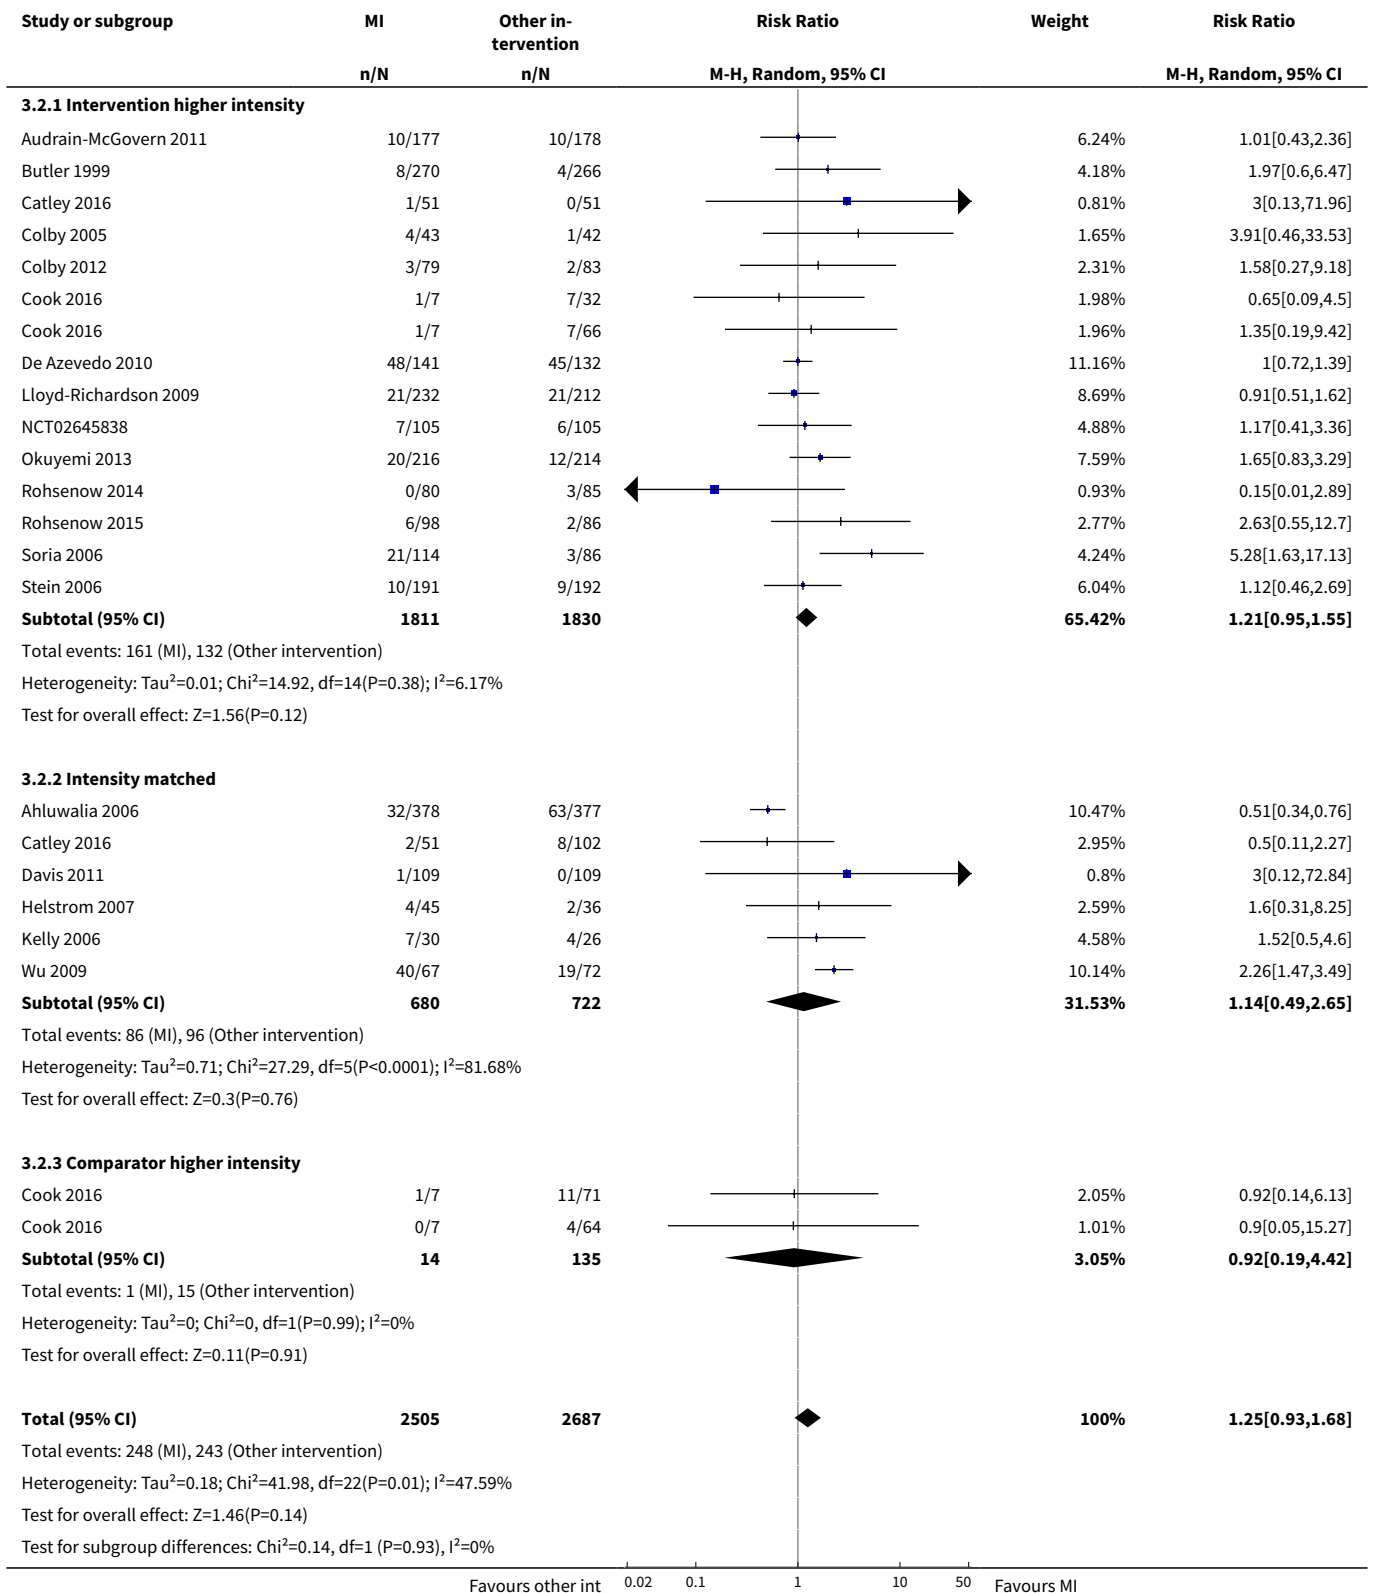 Study or subgroup MI Other in- Risk Ratio Weight Risk Ratio
tervention
n/N n/N M-H, Random, 95% CI M-H, Random, 95% CI
3.2.1 Intervention higher intensity
Audrain-McGovern 2011 10/177 10/178 6.24% 1.01[0.43,2.36]
Butler 1999 8/270 4/266 4.18% 1.97[0.6,6.47]
Catley 2016 1/51 0/51 0.81% 3[0.13,71.96]
Colby 2005 4/43 1/42 1.65% 3.91[0.46,33.53]
Colby 2012 3/79 2/83 2.31% 1.58[0.27,9.18]
Cook 2016 1/7 7/32 1.98% 0.65[0.09,4.5]
Cook 2016 1/7 7/66 1.96% 1.35[0.19,9.42]
De Azevedo 2010 48/141 45/132 11.16% 1[0.72,1.39]
Lloyd-Richardson 2009 21/232 21/212 8.69% 0.91[0.51,1.62]
NCT02645838 7/105 6/105 4.88% 1.17[0.41,3.36]
Okuyemi 2013 20/216 12/214 7.59% 1.65[0.83,3.29]
Rohsenow 2014 0/80 3/85 0.93% 0.15[0.01,2.89]
Rohsenow 2015 6/98 2/86 2.77% 2.63[0.55,12.7]
Soria 2006 21/114 3/86 4.24% 5.28[1.63,17.13]
Stein 2006 10/191 9/192 6.04% 1.12[0.46,2.69]
Subtotal (95% CI) 1811 1830 65.42% 1.21[0.95,1.55]
Total events: 161 (MI), 132 (Other intervention)
Heterogeneity: Tau²=0.01; Chi²=14.92, df=14(P=0.38); I²=6.17%
Test for overall effect: Z=1.56(P=0.12)
3.2.2 Intensity matched
Ahluwalia 2006 32/378 63/377 10.47% 0.51[0.34,0.76]
Catley 2016 2/51 8/102 2.95% 0.5[0.11,2.27]
Davis 2011 1/109 0/109 0.8% 3[0.12,72.84]
Helstrom 2007 4/45 2/36 2.59% 1.6[0.31,8.25]
Kelly 2006 7/30 4/26 4.58% 1.52[0.5,4.6]
Wu 2009 40/67 19/72 10.14% 2.26[1.47,3.49]
Subtotal (95% CI) 680 722 31.53% 1.14[0.49,2.65]
Total events: 86 (MI), 96 (Other intervention)
Heterogeneity: Tau²=0.71; Chi²=27.29, df=5(P<0.0001); I²=81.68%
Test for overall effect: Z=0.3(P=0.76)
3.2.3 Comparator higher intensity
Cook 2016 1/7 11/71 2.05% 0.92[0.14,6.13]
Cook 2016 0/7 4/64 1.01% 0.9[0.05,15.27]
Subtotal (95% CI) 14 135 3.05% 0.92[0.19,4.42]
Total events: 1 (MI), 15 (Other intervention)
Heterogeneity: Tau²=0; Chi²=0, df=1(P=0.99); I²=0%
Test for overall effect: Z=0.11(P=0.91)
Total (95% CI) 2505 2687 100% 1.25[0.93,1.68]
Total events: 248 (MI), 243 (Other intervention)
Heterogeneity: Tau²=0.18; Chi²=41.98, df=22(P=0.01); I²=47.59%
Test for overall effect: Z=1.46(P=0.14)
Test for subgroup differences: Chi²=0.14, df=1 (P=0.93), I²=0%
Favours other int 0.02 0.1 1 10 50 Favours MI